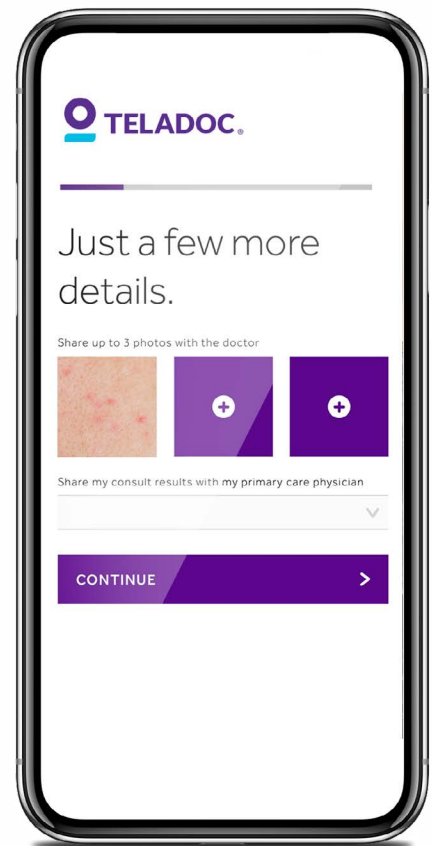 TELADOC®
Just a few more
details.
Share up to 3 photos with the doctor
Share my consult results with my primary care physician
CONTINUE